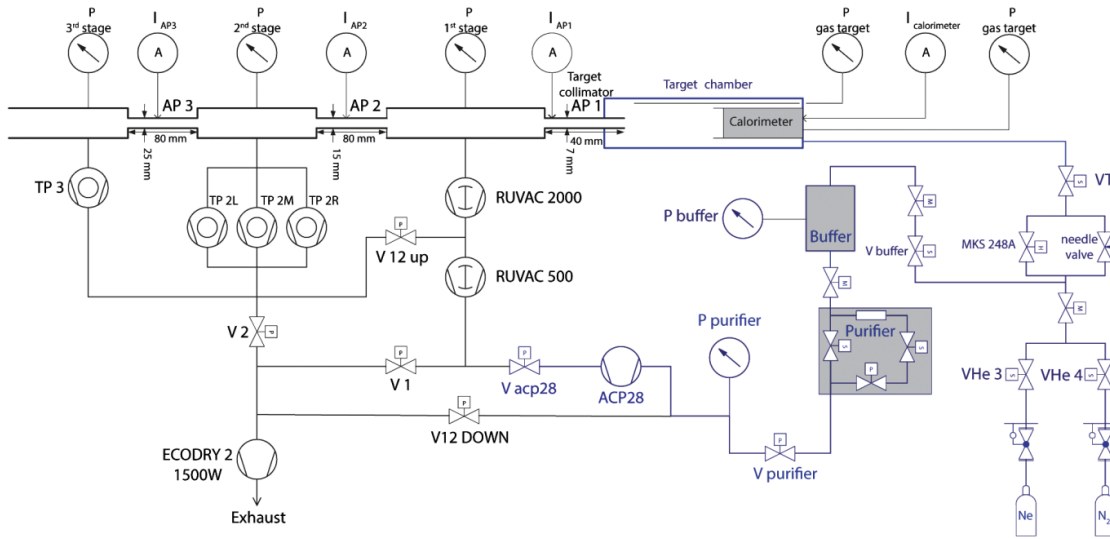 P
3rd stage
I AP3
P
2nd stage
I AP2
P
1st stage
I AP1
P
gas target
I calorimeter
P
gas target
A
A
A
A
Target
collimator
Target chamber
AP 3
AP 2
AP 1
Calorimeter
80 mm
80 mm
40 mm
25 mm
15 mm
7 mm
TP 3
TP 2L
TP 2M
TP 2R
RUVAC 2000
P
V 12 up
RUVAC 500
P buffer
Buffer
M
V buffer
S
VT
S
MKS 248A
H
needle
valve
M
M
P purifier
Purifier
S
S
P
V 2
P
P
V 1
P
V acp28
ACP28
VHe 3
S
VHe 4
S
P
V12 DOWN
P
V purifier
ECODRY 2
1500W
Exhaust
Ne
N2